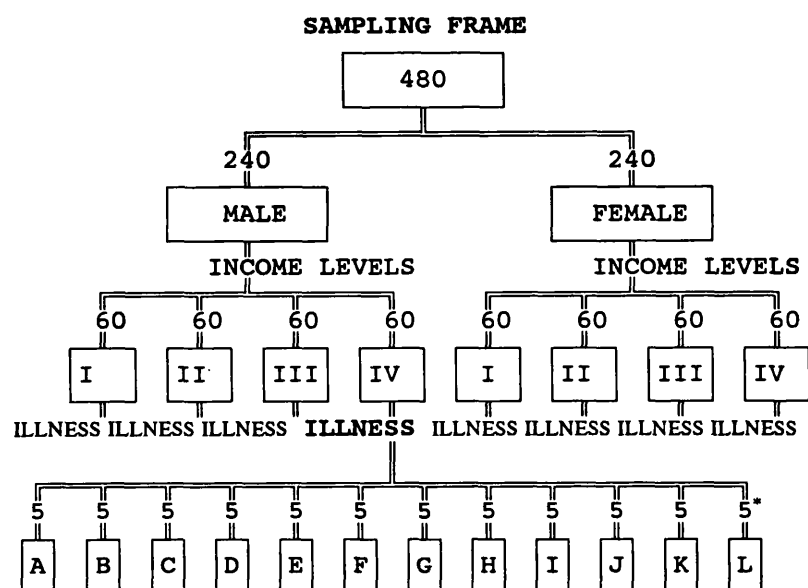 SAMPLING FRAME
480
240 240
MALE FEMALE
INCOME LEVELS INCOME LEVELS
60 60 60 60 60 60 60 60
I II III IV I II III IV
ILLNESS ILLNESS ILLNESS ILLNESS ILLNESS ILLNESS ILLNESS ILLNESS
5 5 5 5 5 5 5 5 5 5 5 5*
A B C D E F G H I J K L